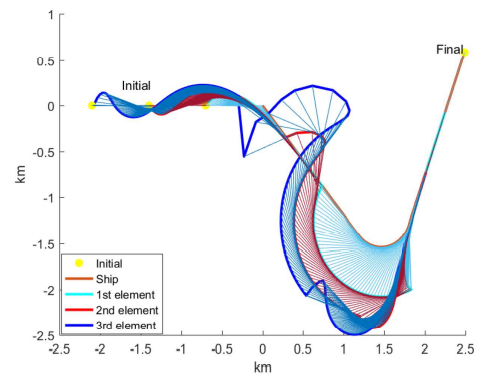 1
0.5
0
-0.5
-1
-1.5
-2
-2.5
km
Initial
Final
Initial
Ship
1st element
2nd element
3rd element
-2.5 -2 -1.5 -1 -0.5 0 0.5 1 1.5 2 2.5
km